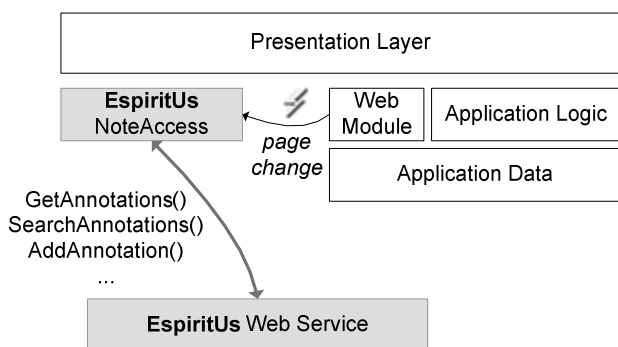 Presentation Layer
EspiritUs
NoteAccess
Web
Module
Application Logic
page
change
Application Data
GetAnnotations()
SearchAnnotations()
AddAnnotation()
...
EspiritUs Web Service